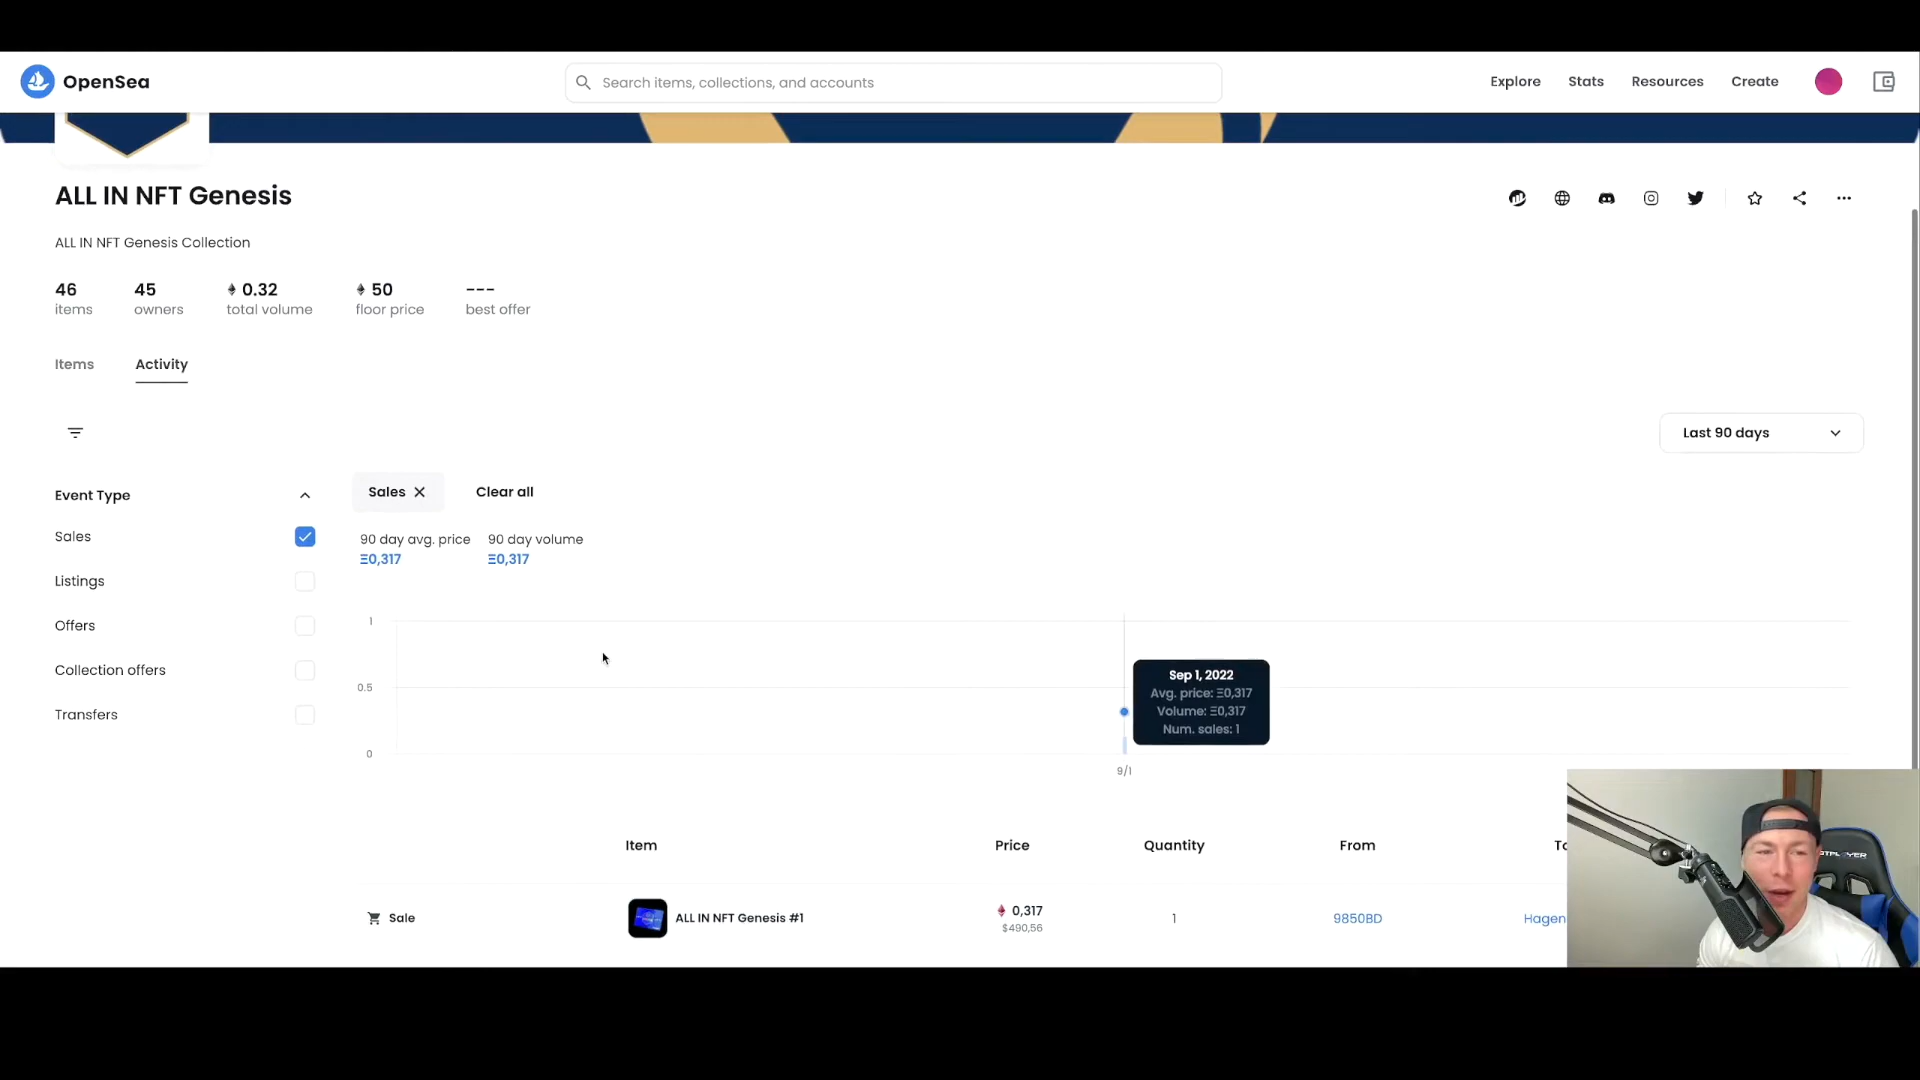 OpenSea
Search items, collections, and accounts
Explore
Stats
Resources
Create
ALL IN NFT Genesis
ALL IN NFT Genesis Collection
46
45
0.32
50
---
items
owners
total volume
floor price
best offer
Items
Activity
Last 90 days
Event Type
Sales
Clear all
Sales
90 day avg. price
90 day volume
Ξ0,317
Ξ0,317
Listings
Offers
Collection offers
Transfers
1
0.5
0
Sep 1, 2022
Avg. price: Ξ0,317
Volume: Ξ0,317
Num. sales: 1
9/1
Item
Price
Quantity
From
Sale
ALL IN NFT Genesis #1
0,317
$490,56
1
9850BD
Hagen